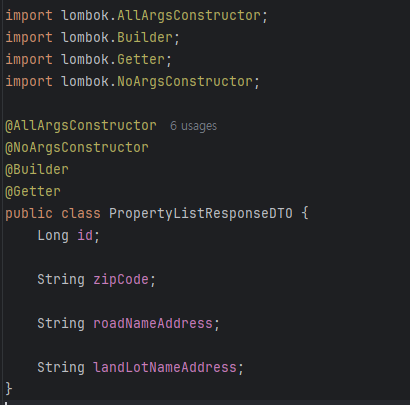 import lombok.AllArgsConstructor;
import lombok.Builder;
import lombok.Getter;
import lombok.NoArgsConstructor;
@AllArgsConstructor 6 usages
@NoArgsConstructor
@Builder
@Getter
public class PropertyListResponseDTO {
    Long id;
    String zipCode;
    String roadNameAddress;
    String landLotNameAddress;
}